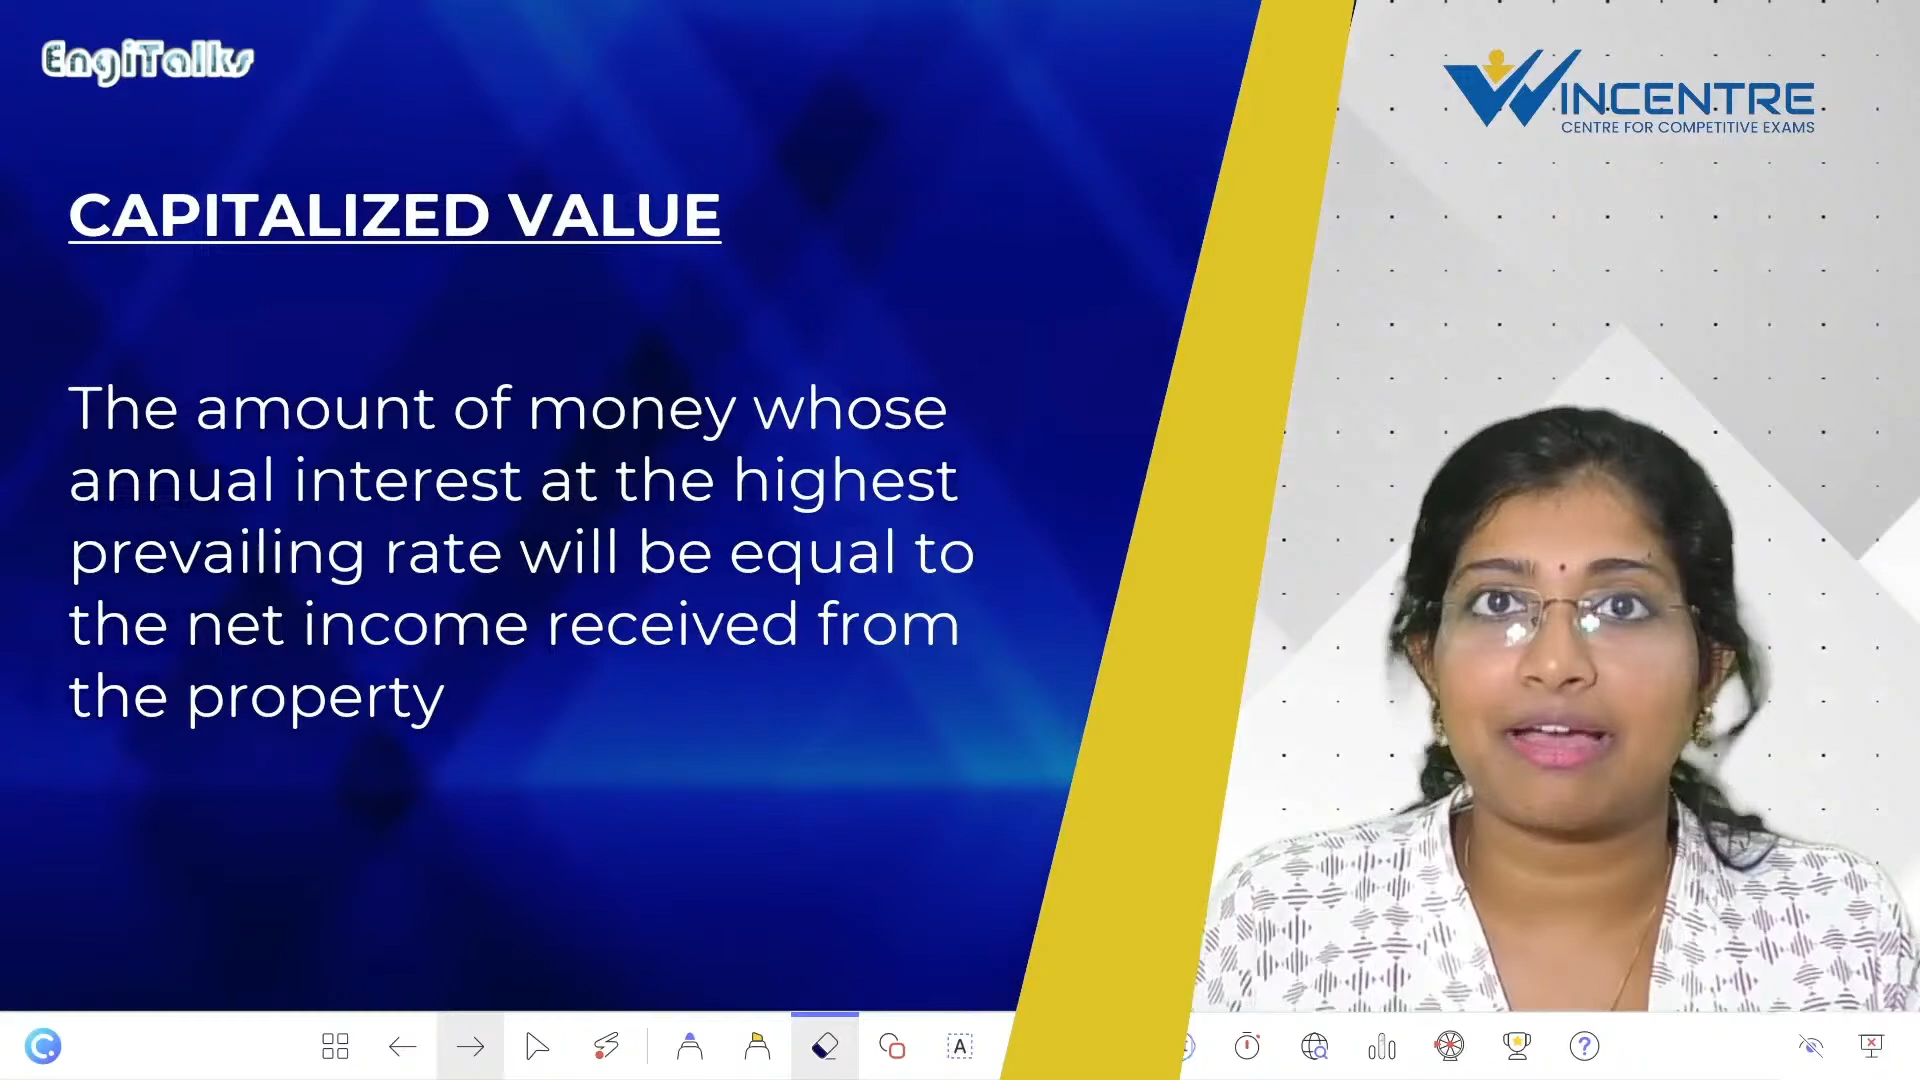 EngiTalks
WINCENTRE
CENTRE FOR COMPETITIVE EXAMS
CAPITALIZED VALUE
The amount of money whose
annual interest at the highest
prevailing rate will be equal to
the net income received from
the property